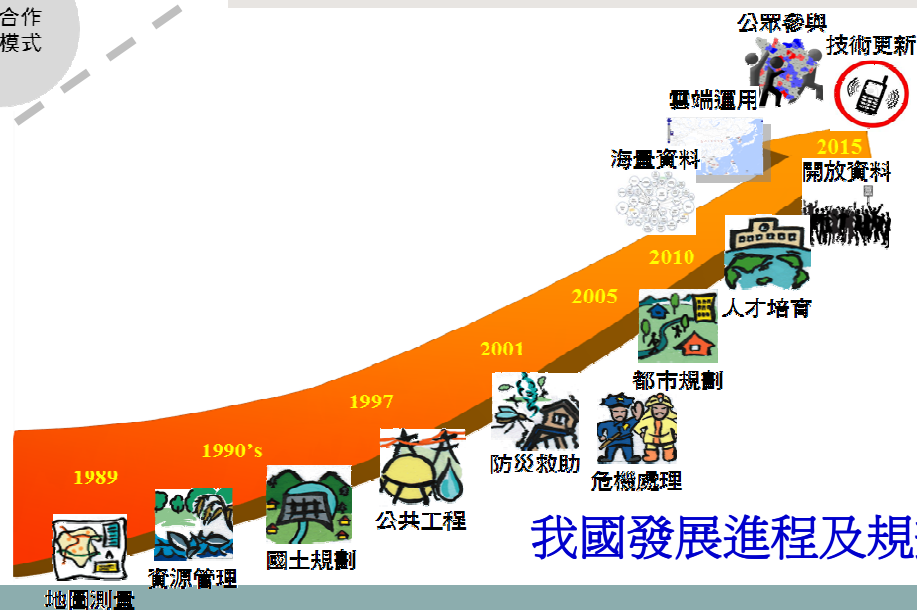 合作
模式
公眾參與
技術更新
雲端運用
海量資料
2015
開放資料
2010
人才培育
2005
都市規劃
2001
防災救助
危機處理
1997
公共工程
1990's
國土規劃
1989
資源管理
地圖測量
我國發展進程及規